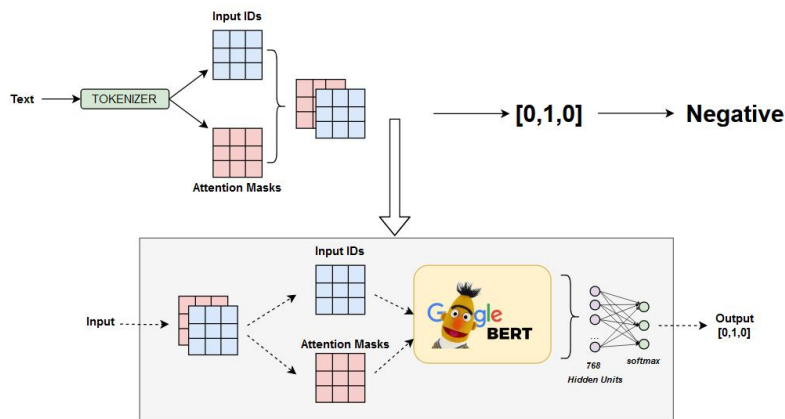 Input IDs
Text
TOKENIZER
[0,1,0]
Negative
Attention Masks
Input IDs
Input
Google
BERT
Attention Masks
...
768
Hidden Units
softmax
Output
[0,1,0]